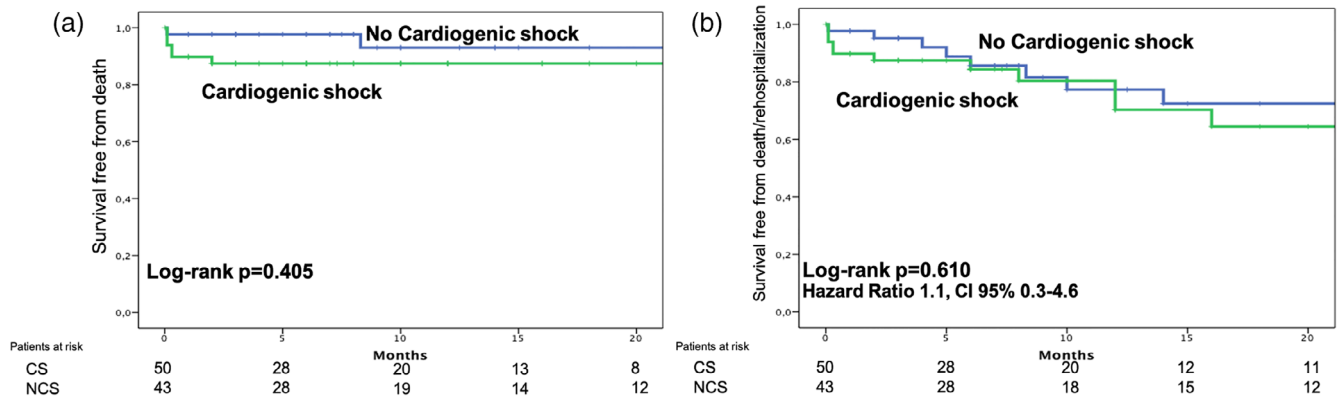 (a)
Survival free from death
1,0
0,8
0,6
0,4
0,2
0,0
No Cardiogenic shock
Cardiogenic shock
Log-rank p=0.405
0 5 10 15 20
Months
Patients at risk
CS 50 28 20 13 8
NCS 43 28 19 14 12
(b)
Survival free from death/rehospitalization
1,0
0,8
0,6
0,4
0,2
0,0
No Cardiogenic shock
Cardiogenic shock
Log-rank p=0.610
Hazard Ratio 1.1, CI 95% 0.3-4.6
0 5 10 15 20
Months
Patients at risk
CS 50 28 20 12 11
NCS 43 28 18 15 12